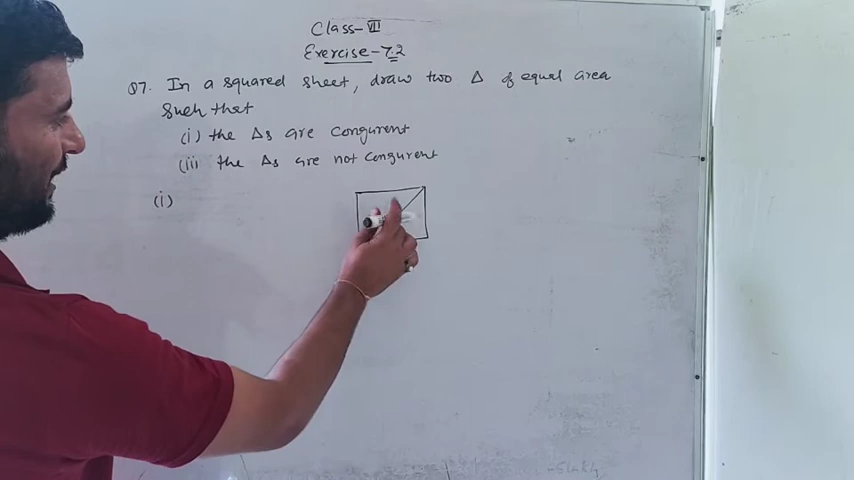 Class-VII
Exercise-7.2
Q7. In a squared sheet, draw two Δ of equal area
such that
(i) the Δs are congurent
(iii the Δs are not congurent
(i)